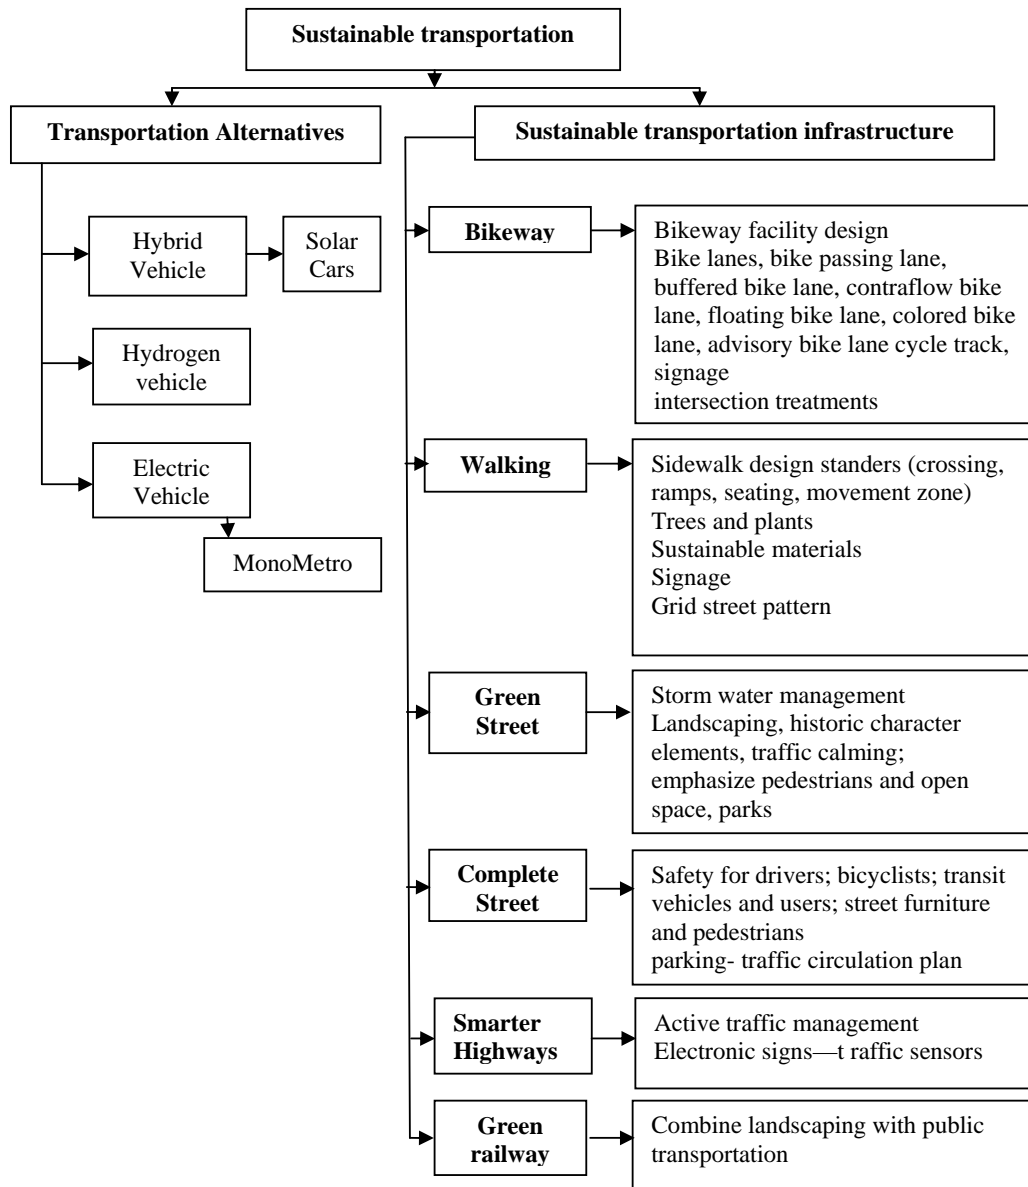 Sustainable transportation
Transportation Alternatives
Sustainable transportation infrastructure
Hybrid
Vehicle
Solar
Cars
Hydrogen
vehicle
Electric
Vehicle
MonoMetro
Bikeway
Bikeway facility design
Bike lanes, bike passing lane,
buffered bike lane, contraflow bike
lane, floating bike lane, colored bike
lane, advisory bike lane cycle track,
signage
intersection treatments
Walking
Sidewalk design standers (crossing,
ramps, seating, movement zone)
Trees and plants
Sustainable materials
Signage
Grid street pattern
Green
Street
Storm water management
Landscaping, historic character
elements, traffic calming;
emphasize pedestrians and open
space, parks
Complete
Street
Safety for drivers; bicyclists; transit
vehicles and users; street furniture
and pedestrians
parking- traffic circulation plan
Smarter
Highways
Active traffic management
Electronic signs—t raffic sensors
Green
railway
Combine landscaping with public
transportation